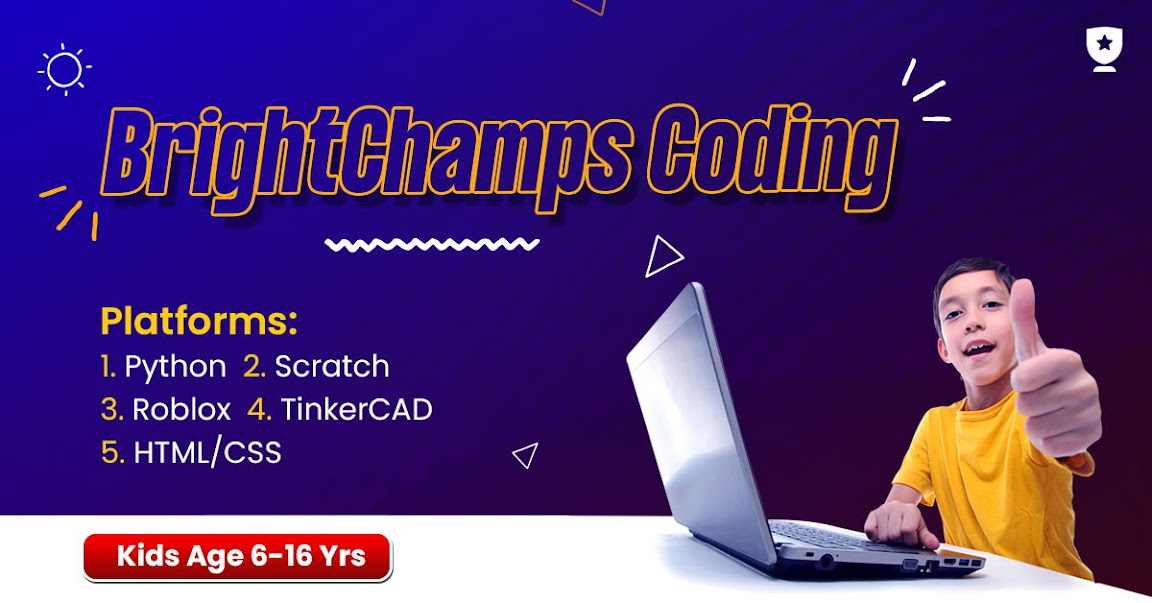 BrightChamps Coding
Platforms:
1. Python 2. Scratch
3. Roblox 4. TinkerCAD
5. HTML/CSS
Kids Age 6-16 Yrs